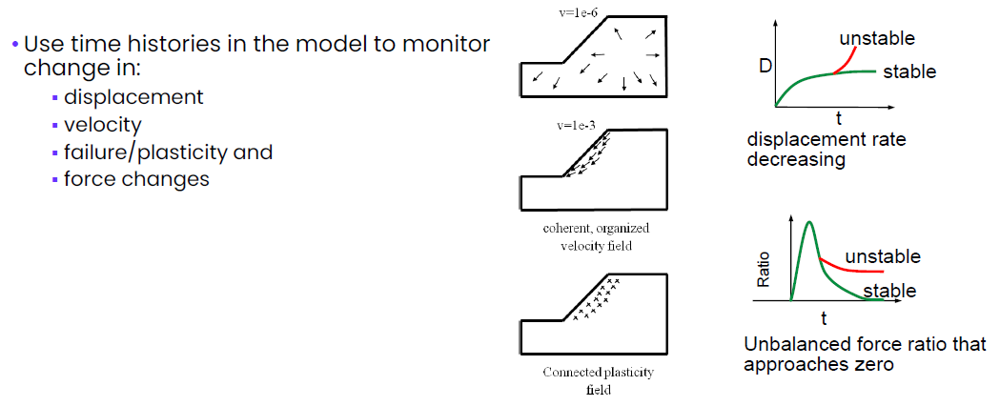 • Use time histories in the model to monitor
change in:
▪ displacement
▪ velocity
▪ failure/plasticity and
▪ force changes
v=1e-6
v=1e-3
coherent, organized
velocity field
Connected plasticity
field
unstable
D
stable
t
displacement rate
decreasing
Ratio
unstable
stable
t
Unbalanced force ratio that
approaches zero